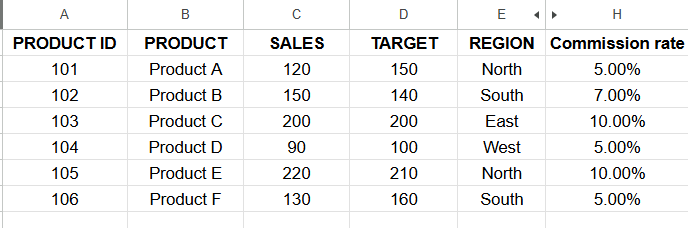 A B C D E H
PRODUCT ID PRODUCT SALES TARGET REGION Commission rate
101 Product A 120 150 North 5.00%
102 Product B 150 140 South 7.00%
103 Product C 200 200 East 10.00%
104 Product D 90 100 West 5.00%
105 Product E 220 210 North 10.00%
106 Product F 130 160 South 5.00%